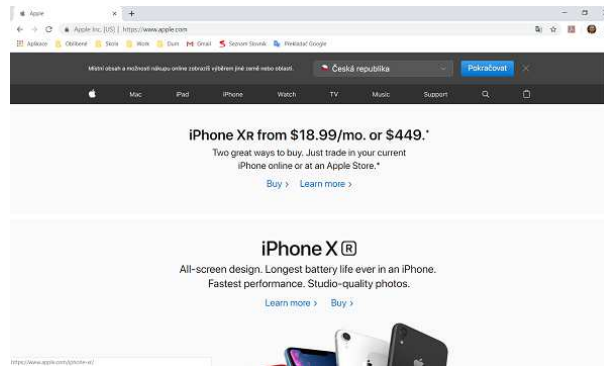 Apple
Apple Inc. [US] | https://www.apple.com
Aplikace Oblíbené Škola Work Dum Gmail Seznam Slovník Překladač Google
Místní obsah a možnosti nákupu online zobrazíš výběrem jiné země nebo oblasti. Česká republika Pokračovat
Mac iPad iPhone Watch TV Music Support
iPhone XR from $18.99/mo. or $449.*
Two great ways to buy. Just trade in your current
iPhone online or at an Apple Store.*
Buy > Learn more >
iPhone XR
All-screen design. Longest battery life ever in an iPhone.
Fastest performance. Studio-quality photos.
Learn more > Buy >
https://www.apple.com/iphone-xr/